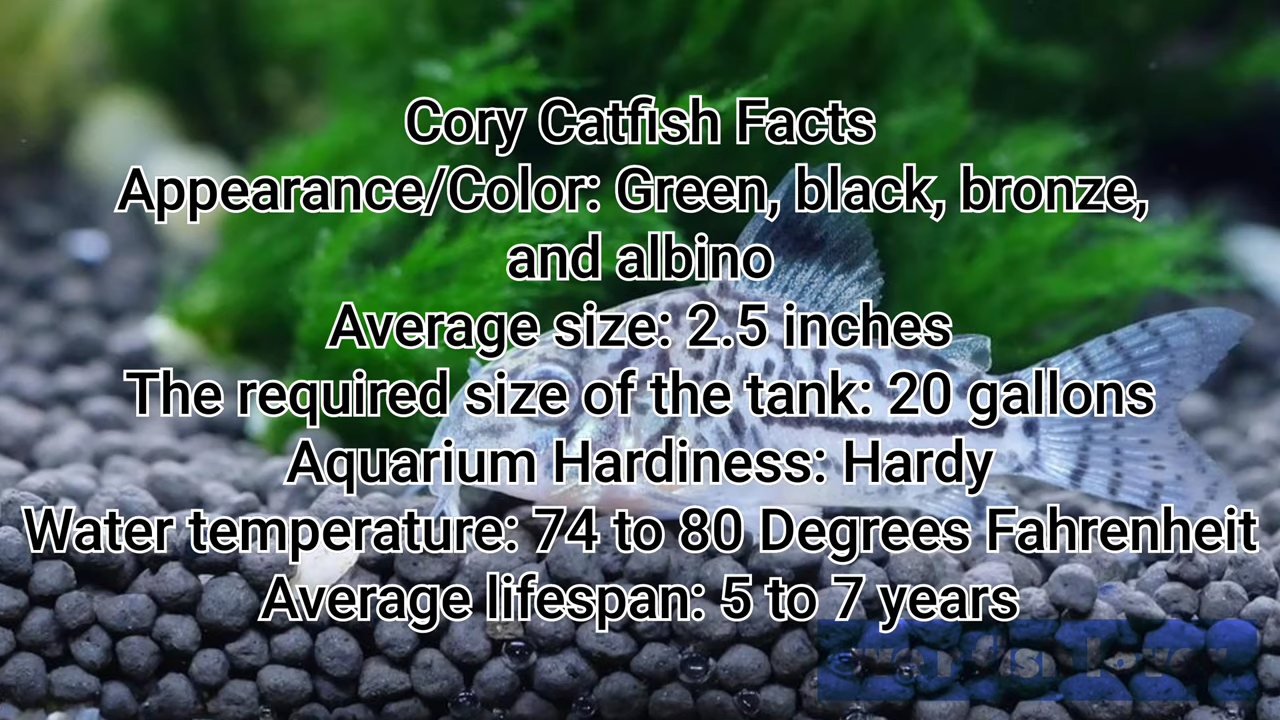 Cory Catfish Facts
Appearance/Color: Green, black, bronze,
and albino
Average size: 2.5 inches
The required size of the tank: 20 gallons
Aquarium Hardiness: Hardy
Water temperature: 74 to 80 Degrees Fahrenheit
Average lifespan: 5 to 7 years